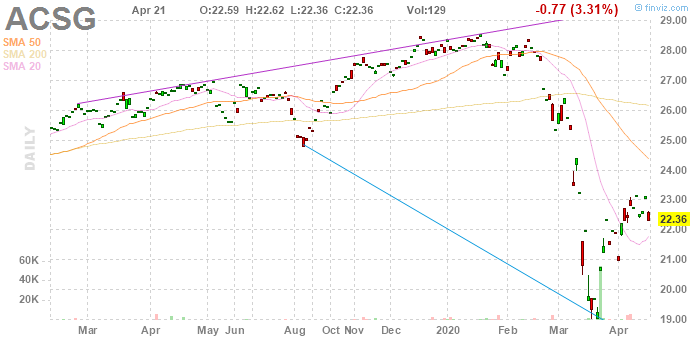 ACSG
Apr 21 O:22.59 H:22.62 L:22.36 C:22.36 Vol:129 -0.77 (3.31%)
© finviz.com
SMA 50
SMA 200
SMA 20
DAILY
29.00
28.00
27.00
26.00
25.00
24.00
23.00
22.36
22.00
21.00
20.00
19.00
60K
40K
20K
Mar Apr May Jun Aug Oct Nov Dec 2020 Feb Mar Apr